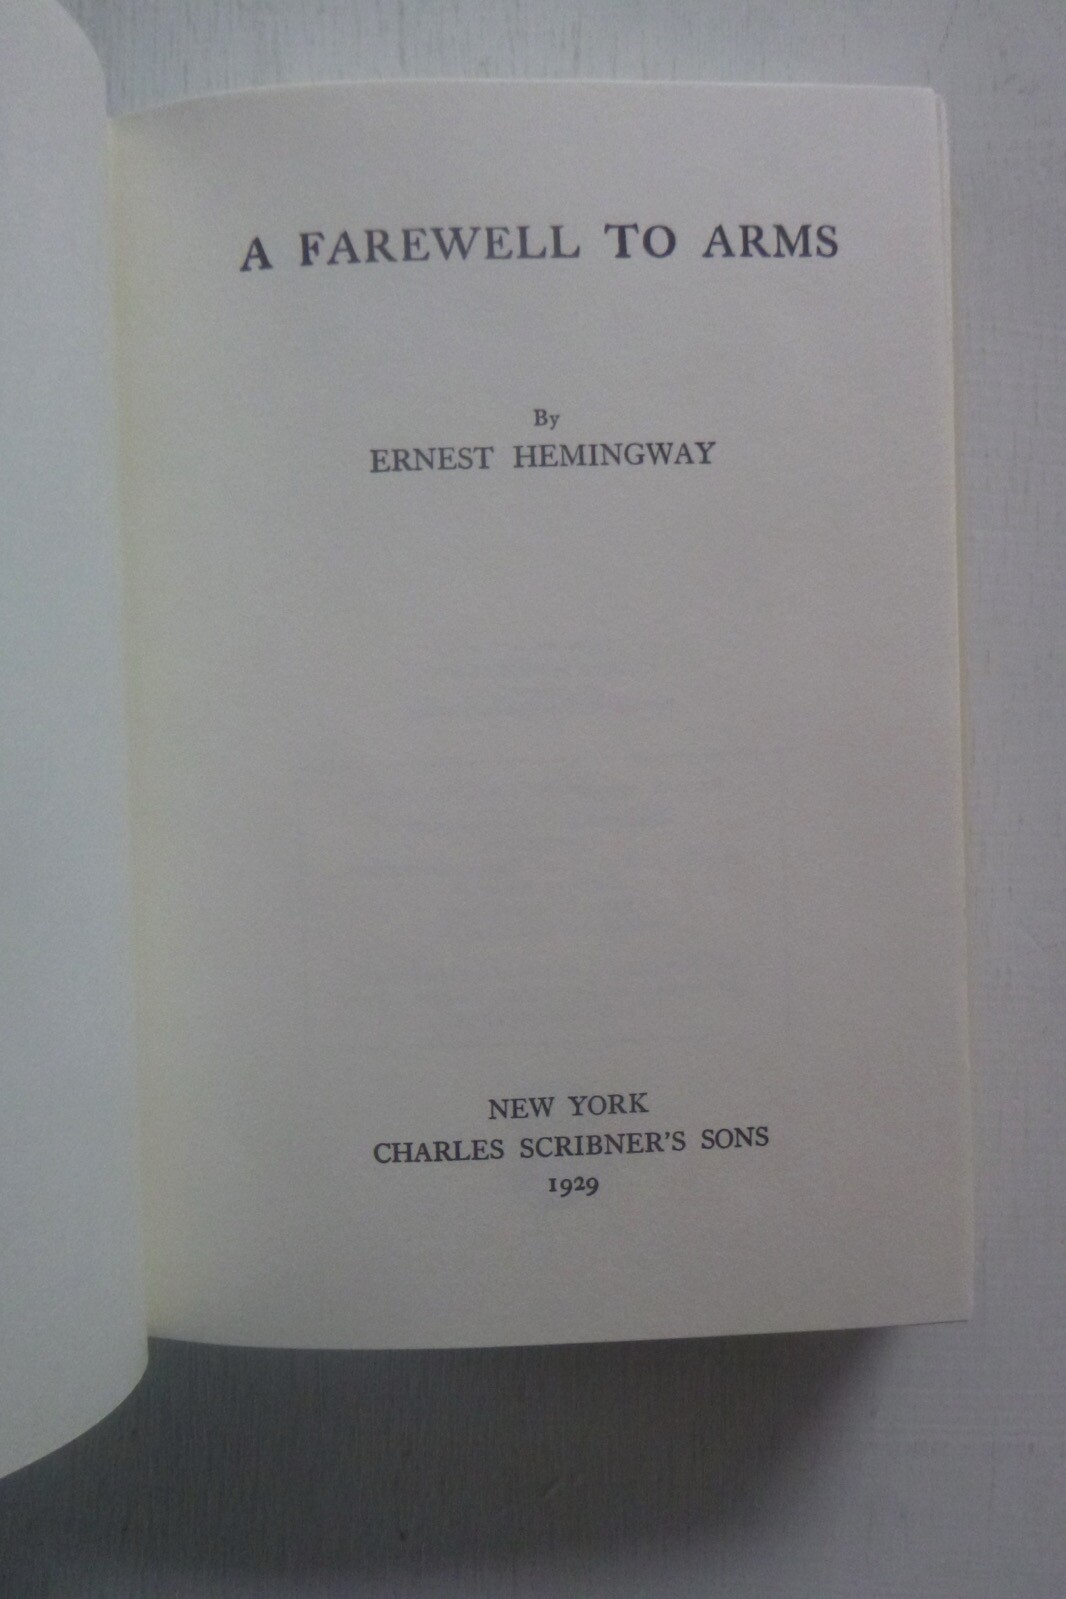 A FAREWELL TO ARMS
By
ERNEST HEMINGWAY
NEW YORK
CHARLES SCRIBNER'S SONS
1929